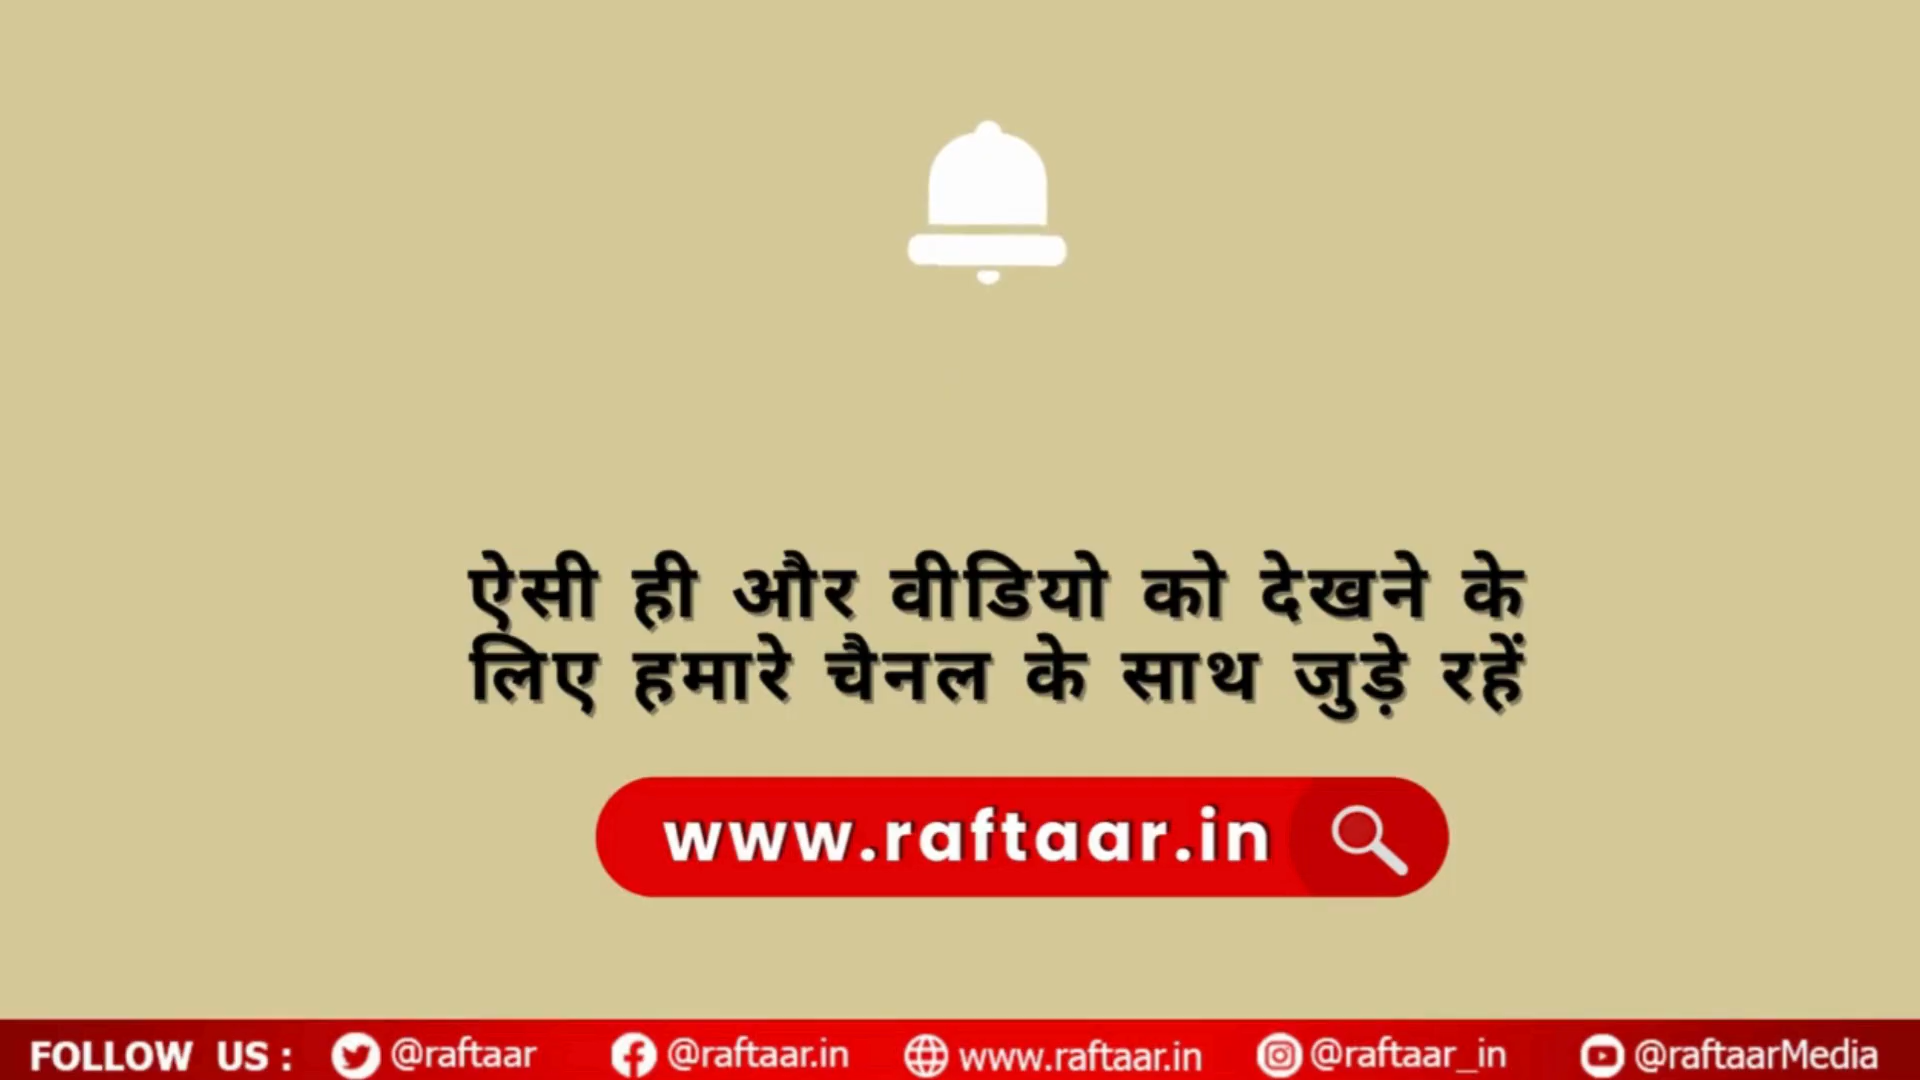 ऐसी ही और वीडियो को देखने के
लिए हमारे चैनल के साथ जुड़े रहें
www.raftaar.in
FOLLOW US : @raftaar @raftaar.in www.raftaar.in @raftaar_in @raftaarMedia